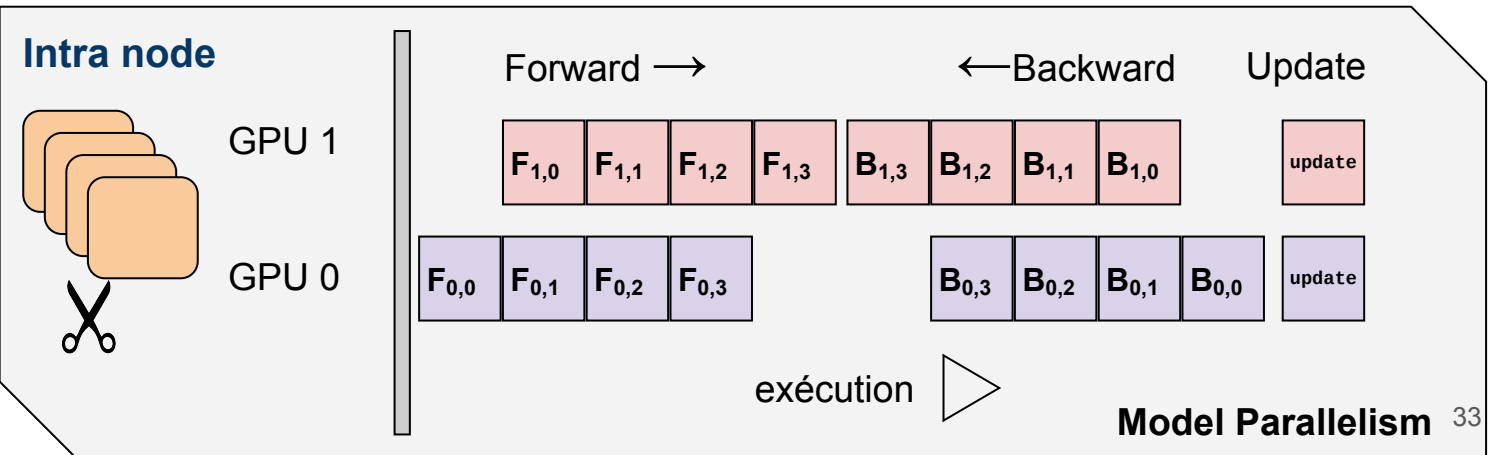 Intra node
Forward → ←Backward Update
GPU 1 F1,0 F1,1 F1,2 F1,3 B1,3 B1,2 B1,1 B1,0 update
GPU 0 F0,0 F0,1 F0,2 F0,3 B0,3 B0,2 B0,1 B0,0 update
exécution
Model Parallelism 33